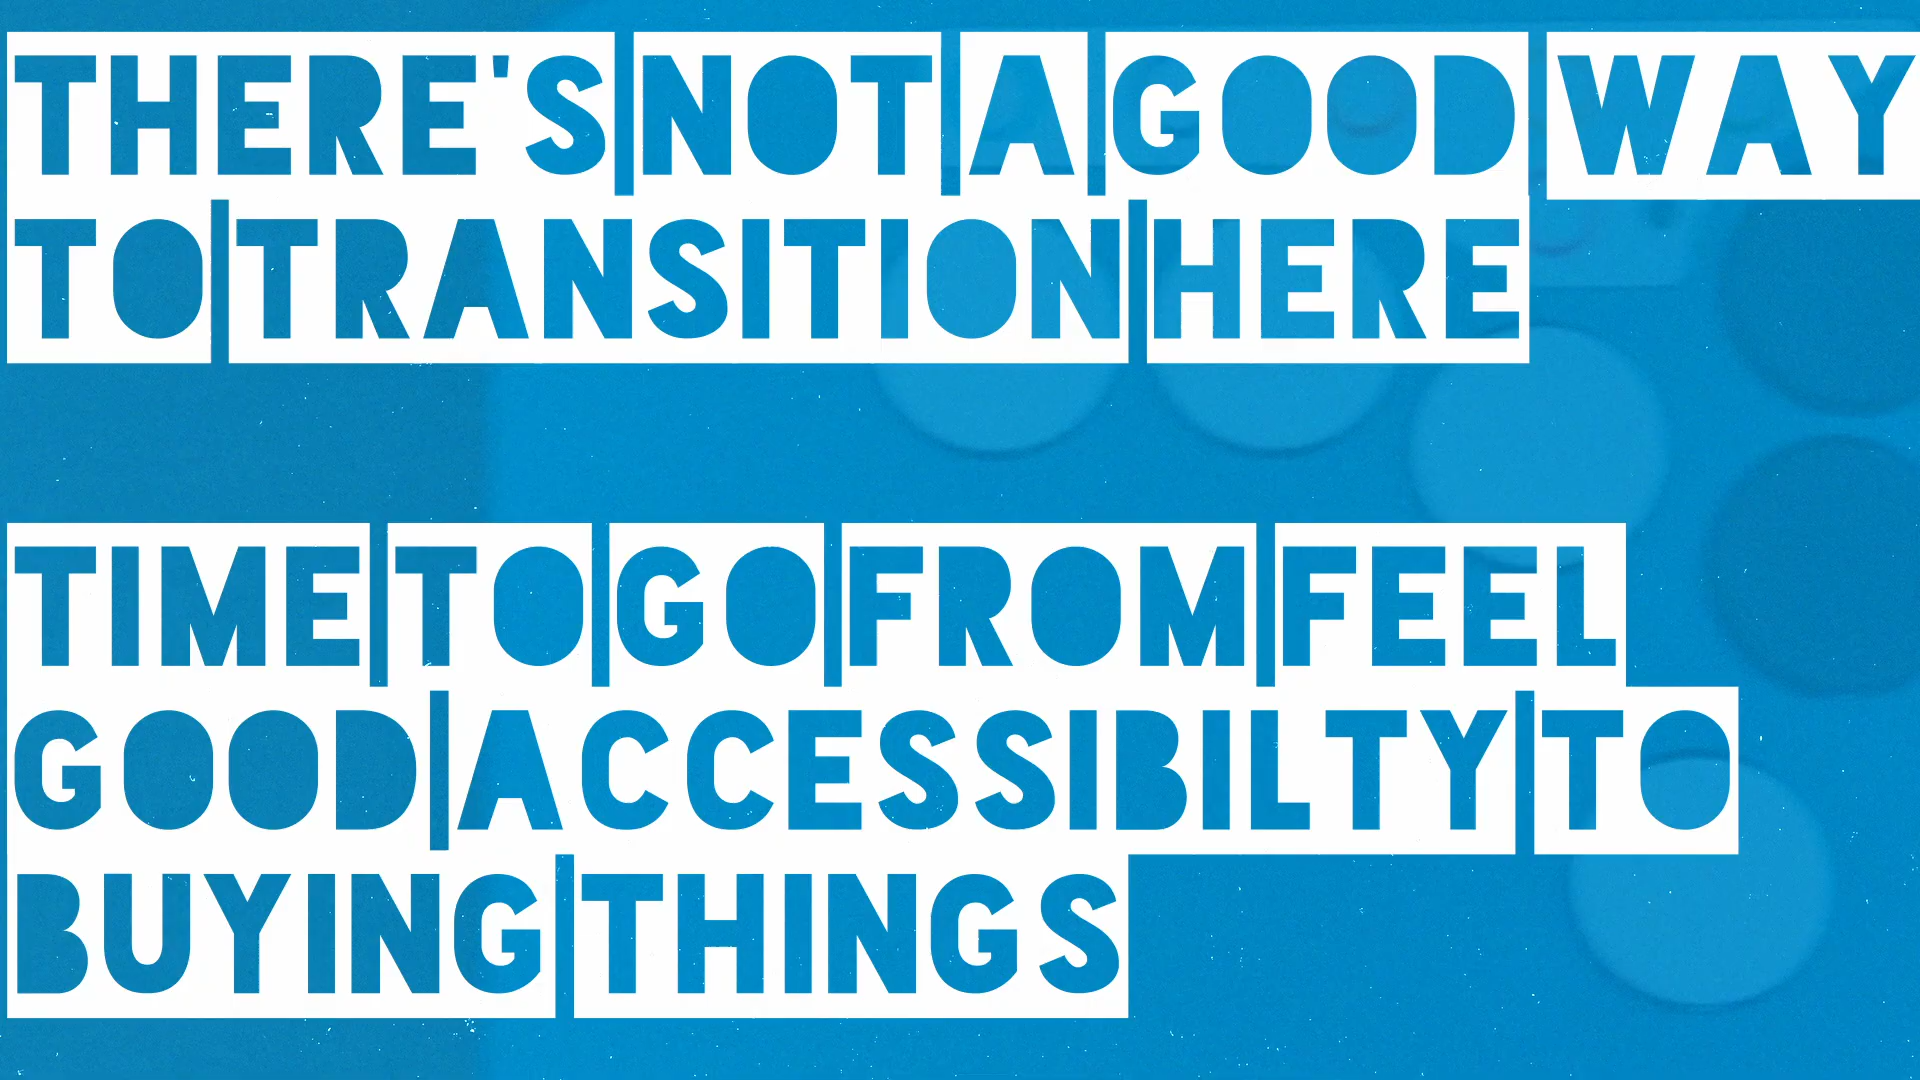 THERE'S NOT A GOOD WAY
TO TRANSITION HERE
TIME TO GO FROM FEEL
GOOD ACCESSIBILTY TO
BUYING THINGS